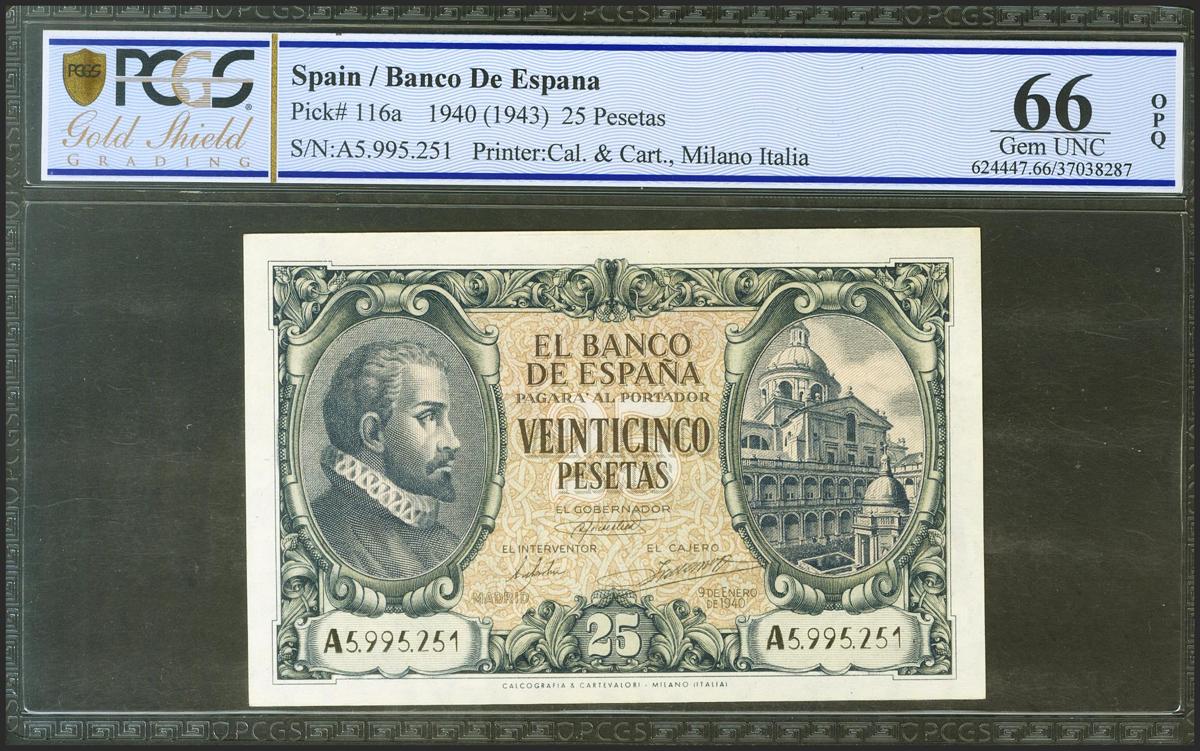 PCGS
PCGS
Gold Shield
GRADING
Spain / Banco De Espana
Pick# 116a 1940 (1943) 25 Pesetas
S/N:A5.995.251 Printer:Cal. & Cart., Milano Italia
66
Gem UNC
624447.66/37038287
OPQ
EL BANCO
DE ESPAÑA
PAGARA AL PORTADOR
25
VEINTICINCO
PESETAS
EL GOBERNADOR
EL INTERVENTOR
EL CAJERO
MADRID
9 DE ENERO
DE 1940
A5.995.251
25
A5.995.251
CALCOGRAFIA & CARTEVALORI - MILANO (ITALIA)